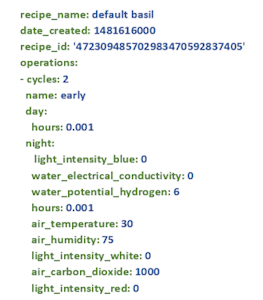 recipe_name: default basil
date_created: 1481616000
recipe_id: '472309485702983470592837405'
operations:
- cycles: 2
name: early
day:
hours: 0.001
night:
light_intensity_blue: 0
water_electrical_conductivity: 0
water_potential_hydrogen: 6
hours: 0.001
air_temperature: 30
air_humidity: 75
light_intensity_white: 0
air_carbon_dioxide: 1000
light_intensity_red: 0